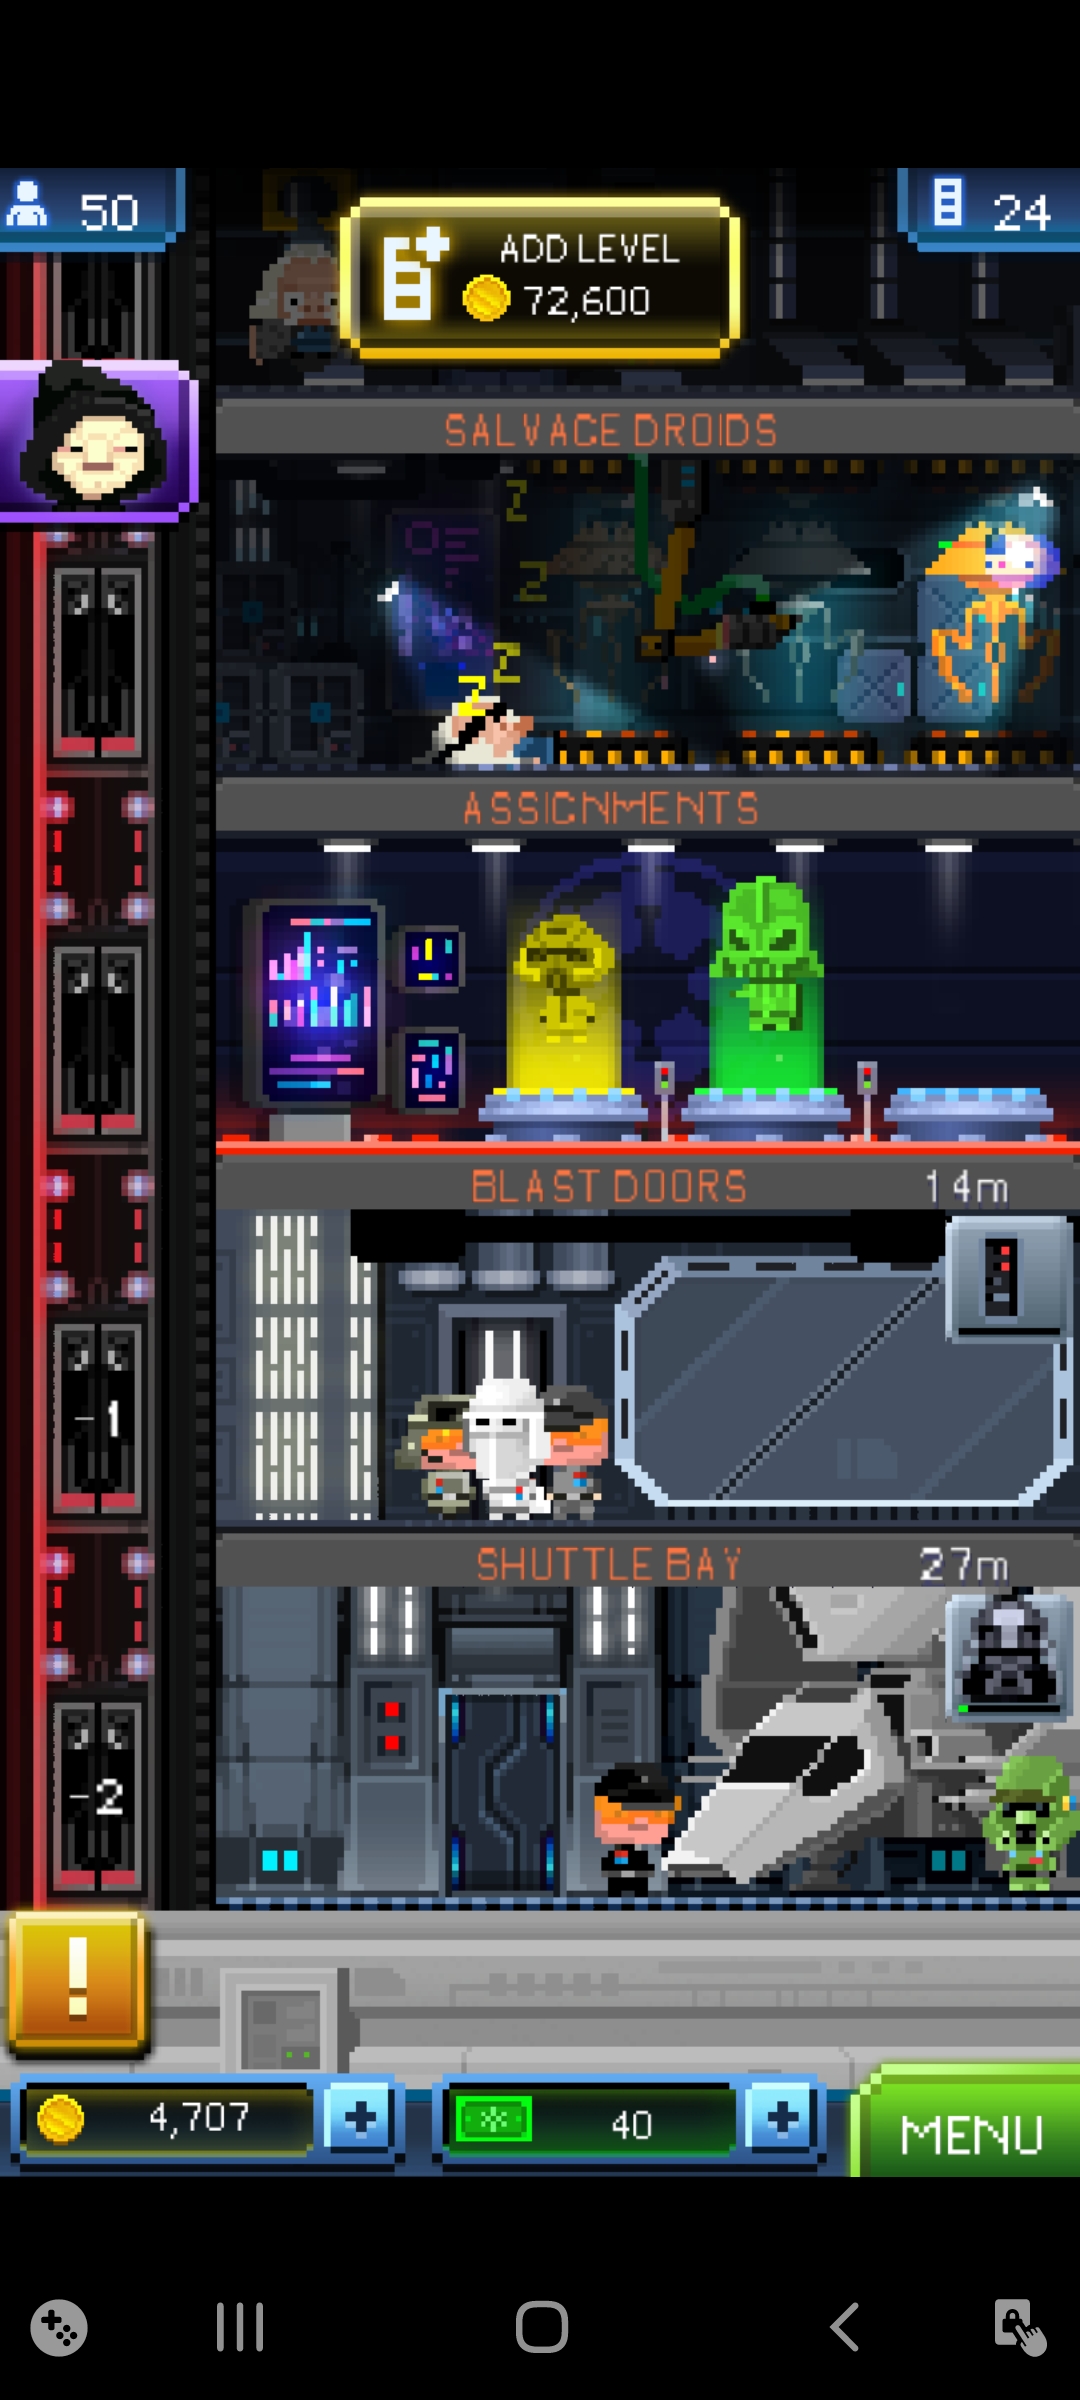 50
ADD LEVEL
72,600
24
SALVAGE DROIDS
Z
Z
Z
Z
ASSIGNMENTS
BLAST DOORS 14m
-1
SHUTTLE BAY 27m
-2
!
4,707 +
40 +
MENU